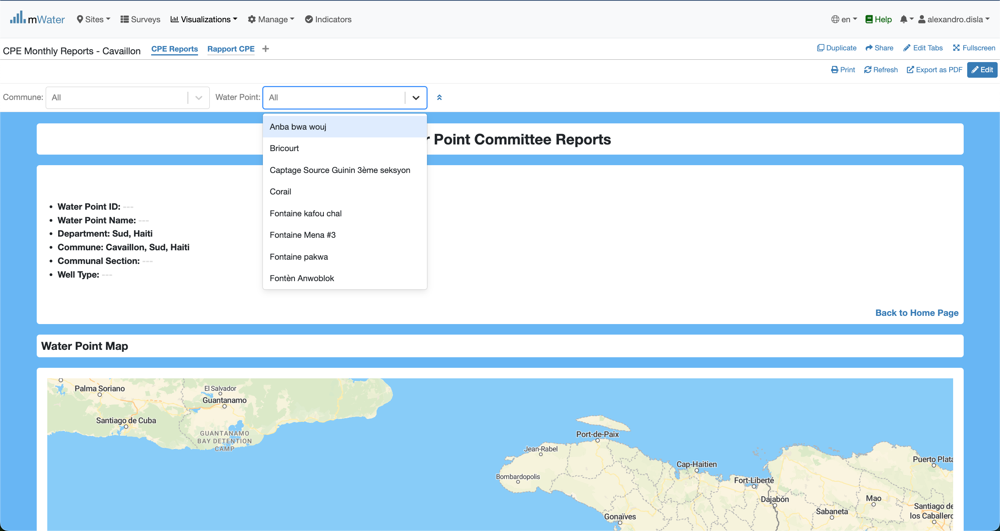 mWater Sites Surveys Visualizations Manage Indicators en Help alexandro.disla
CPE Monthly Reports - Cavaillon CPE Reports Rapport CPE + Duplicate Share Edit Tabs Fullscreen
Print Refresh Export as PDF Edit
Commune: All Water Point: All
Anba bwa wouj
Bricourt
Captage Source Guinin 3ème seksyon
Corail
Fontaine kafou chal
Fontaine Mena #3
Fontaine pakwa
Fontèn Anwoblok
Point Committee Reports
Water Point ID: ---
Water Point Name: ---
Department: Sud, Haiti
Commune: Cavaillon, Sud, Haiti
Communal Section: ---
Well Type: ---
Back to Home Page
Water Point Map
Palma Soriano
El Salvador
Guantanamo
Santiago de Cuba
GUANTANAMO
BAY DETENTION
CAMP
Port-de-Paix
Jean-Rabel
Bombardopolis
Cap-Haitien
Fort-Liberté
Dajabón
Puerto Plata
Mao
Sabaneta
Santiago de
los Caballero
Gonaïves